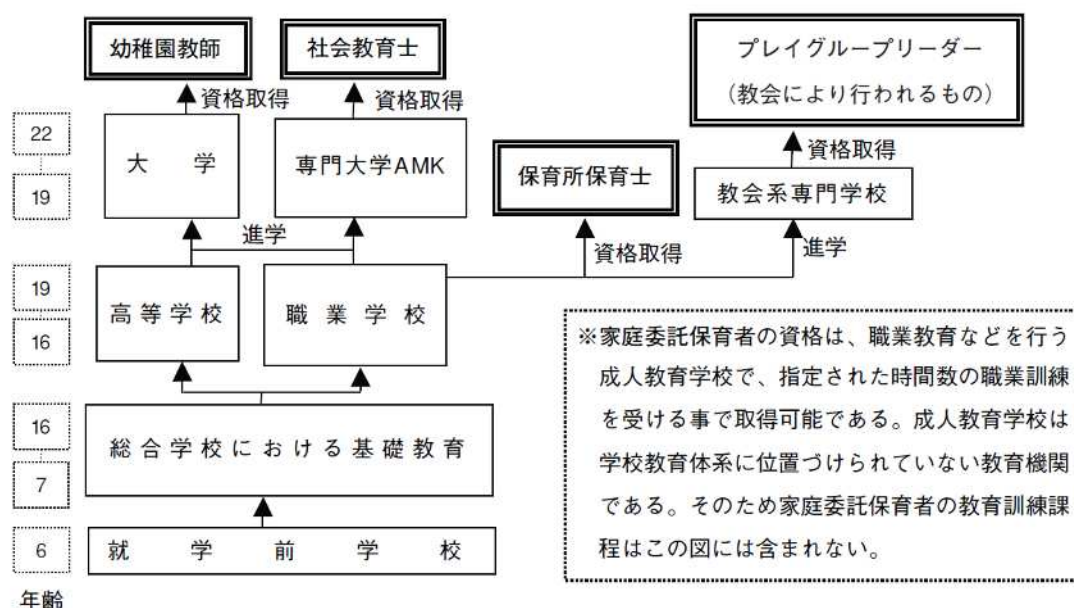 幼稚園教師
社会教育士
プレイグループリーダー
（教会により行われるもの）
資格取得
資格取得
22
大学
専門大学AMK
保育所保育士
資格取得
19
教会系専門学校
進学
資格取得
進学
19
高等学校
職業学校
16
※家庭委託保育者の資格は、職業教育などを行う
成人教育学校で、指定された時間数の職業訓練
を受ける事で取得可能である。成人教育学校は
学校教育体系に位置づけられていない教育機関
である。そのため家庭委託保育者の教育訓練課
程はこの図には含まれない。
16
総合学校における基礎教育
7
6
就学前学校
年齢